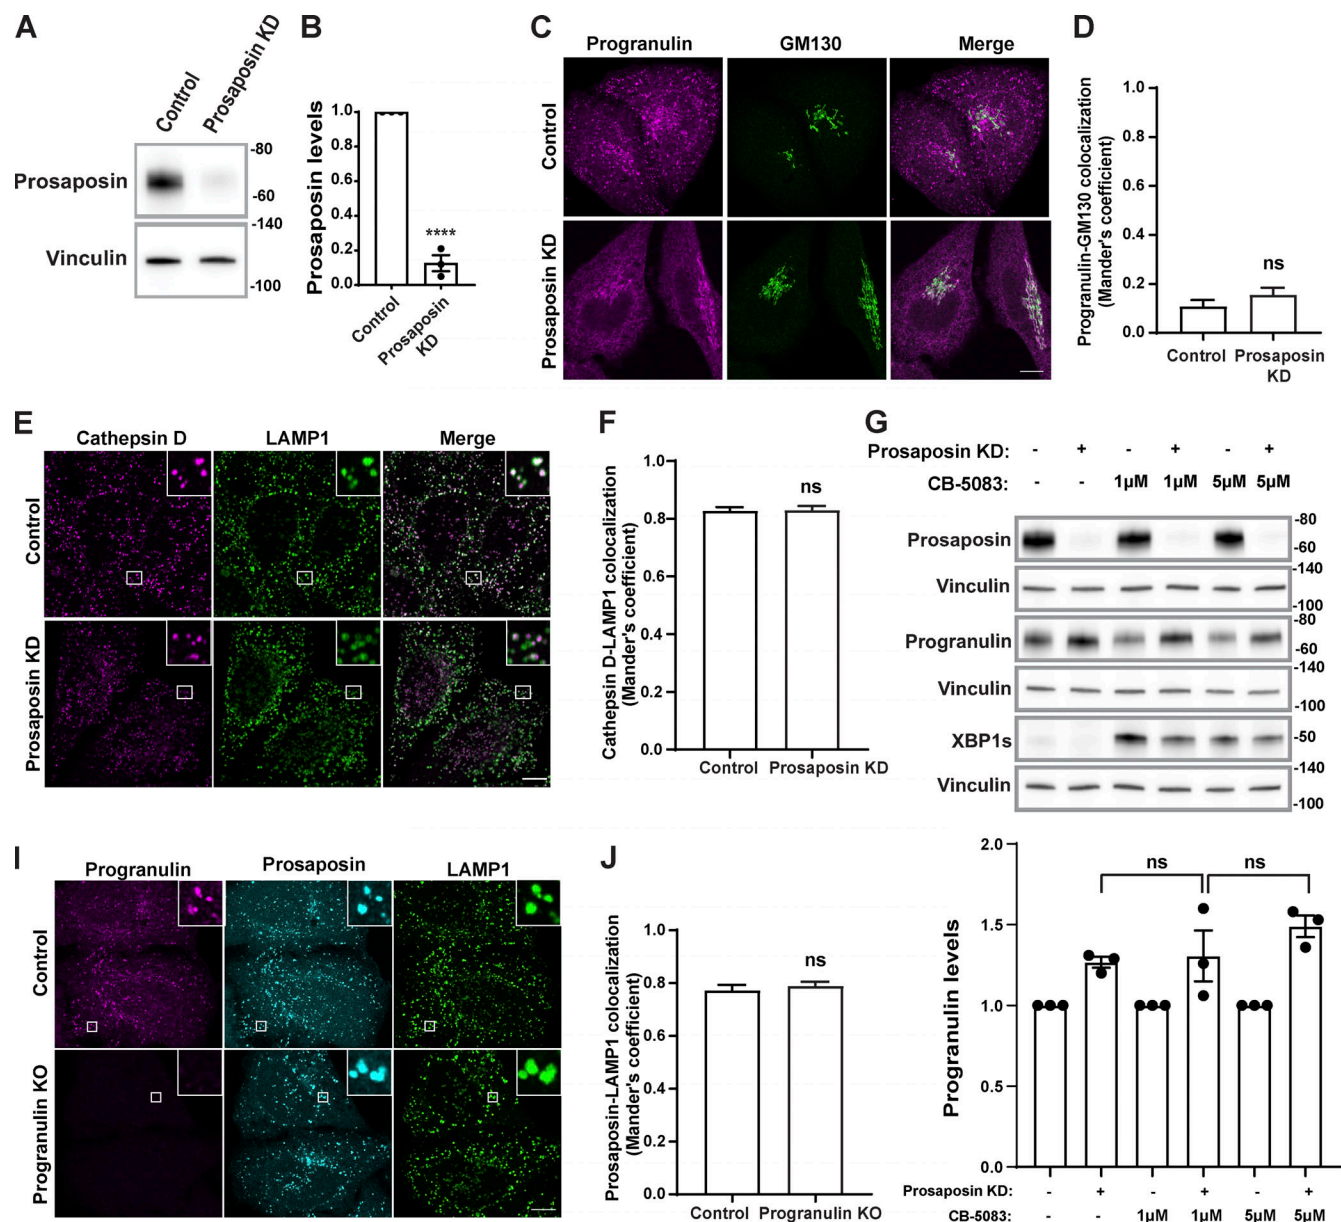 A
Control
Prosaposin KD
Prosaposin
-80
-60
Vinculin
-140
-100
B
Prosaposin levels
1.0
0.8
0.6
0.4
0.2
0.0
****
Control
Prosaposin
KD
C
Progranulin
GM130
Merge
Control
Prosaposin KD
D
Progranulin-GM130 colocalization
(Mander's coefficient)
1.0
0.8
0.6
0.4
0.2
0.0
ns
Control
Prosaposin
KD
E
Cathepsin D
LAMP1
Merge
Control
Prosaposin KD
F
Cathepsin D-LAMP1 colocalization
(Mander's coefficient)
1.0
0.8
0.6
0.4
0.2
0.0
ns
Control
Prosaposin KD
G
Prosaposin KD: - + - + - +
CB-5083: - - 1µM 1µM 5µM 5µM
Prosaposin
-80
-60
Vinculin
-140
-100
Progranulin
-80
-60
Vinculin
-140
-100
XBP1s
-50
Vinculin
-140
-100
I
Progranulin
Prosaposin
LAMP1
Control
Progranulin KO
J
Prosaposin-LAMP1 colocalization
(Mander's coefficient)
1.0
0.8
0.6
0.4
0.2
0.0
ns
Control
Progranulin KO
Progranulin levels
2.0
1.5
1.0
0.5
0.0
ns
ns
Prosaposin KD: - + - + - +
CB-5083: - - 1µM 1µM 5µM 5µM